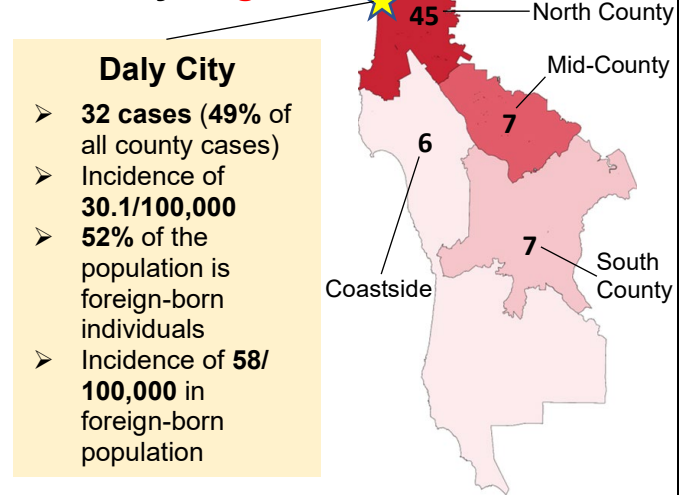 45
North County
Mid-County
7
6
7
South
County
Coastside
Daly City
➢ 32 cases (49% of
all county cases)
➢ Incidence of
30.1/100,000
➢ 52% of the
population is
foreign-born
individuals
➢ Incidence of 58/
100,000 in
foreign-born
population